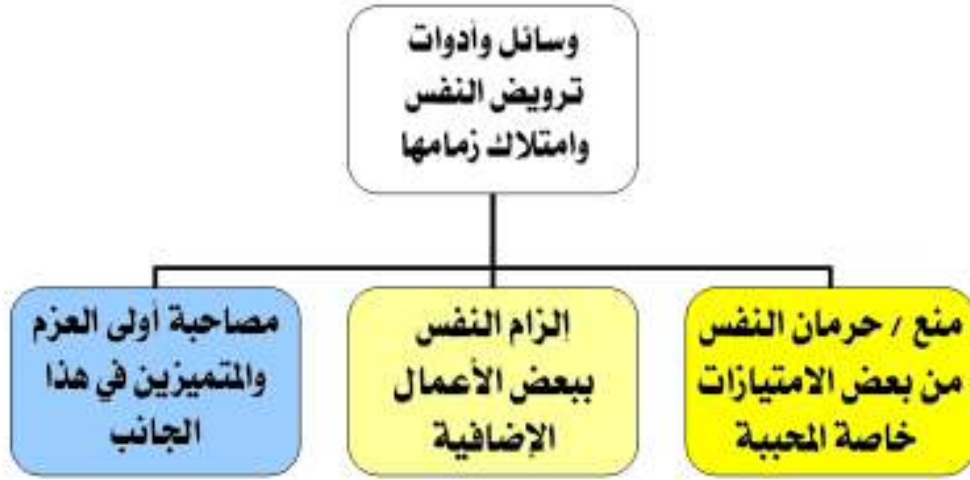 وسائل وأدوات
ترويض النفس
وامتلاك زمامها
منع / حرمان النفس
من بعض الامتيازات
خاصة المحببة
إلزام النفس
ببعض الأعمال
الإضافية
مصاحبة أولى العزم
والمتميزين في هذا
الجانب